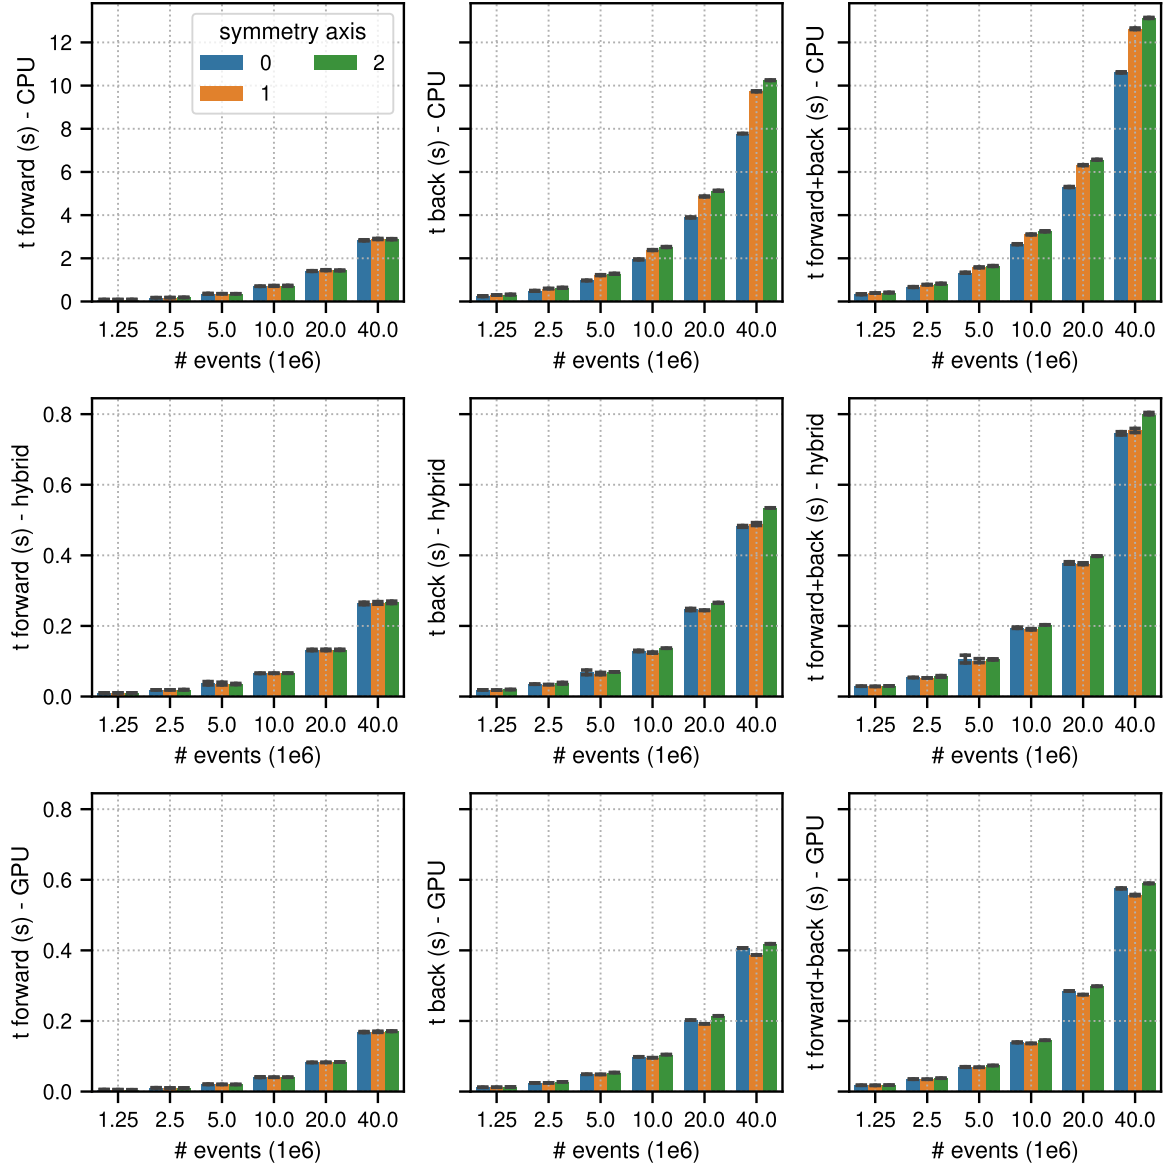 t forward (s) - CPU
12
10
8
6
4
2
0
symmetry axis
0 2
1
1.25 2.5 5.0 10.0 20.0 40.0
# events (1e6)
t back (s) - CPU
1.25 2.5 5.0 10.0 20.0 40.0
# events (1e6)
t forward+back (s) - CPU
1.25 2.5 5.0 10.0 20.0 40.0
# events (1e6)
t forward (s) - hybrid
0.8
0.6
0.4
0.2
0.0
1.25 2.5 5.0 10.0 20.0 40.0
# events (1e6)
t back (s) - hybrid
1.25 2.5 5.0 10.0 20.0 40.0
# events (1e6)
t forward+back (s) - hybrid
1.25 2.5 5.0 10.0 20.0 40.0
# events (1e6)
t forward (s) - GPU
0.8
0.6
0.4
0.2
0.0
1.25 2.5 5.0 10.0 20.0 40.0
# events (1e6)
t back (s) - GPU
1.25 2.5 5.0 10.0 20.0 40.0
# events (1e6)
t forward+back (s) - GPU
1.25 2.5 5.0 10.0 20.0 40.0
# events (1e6)